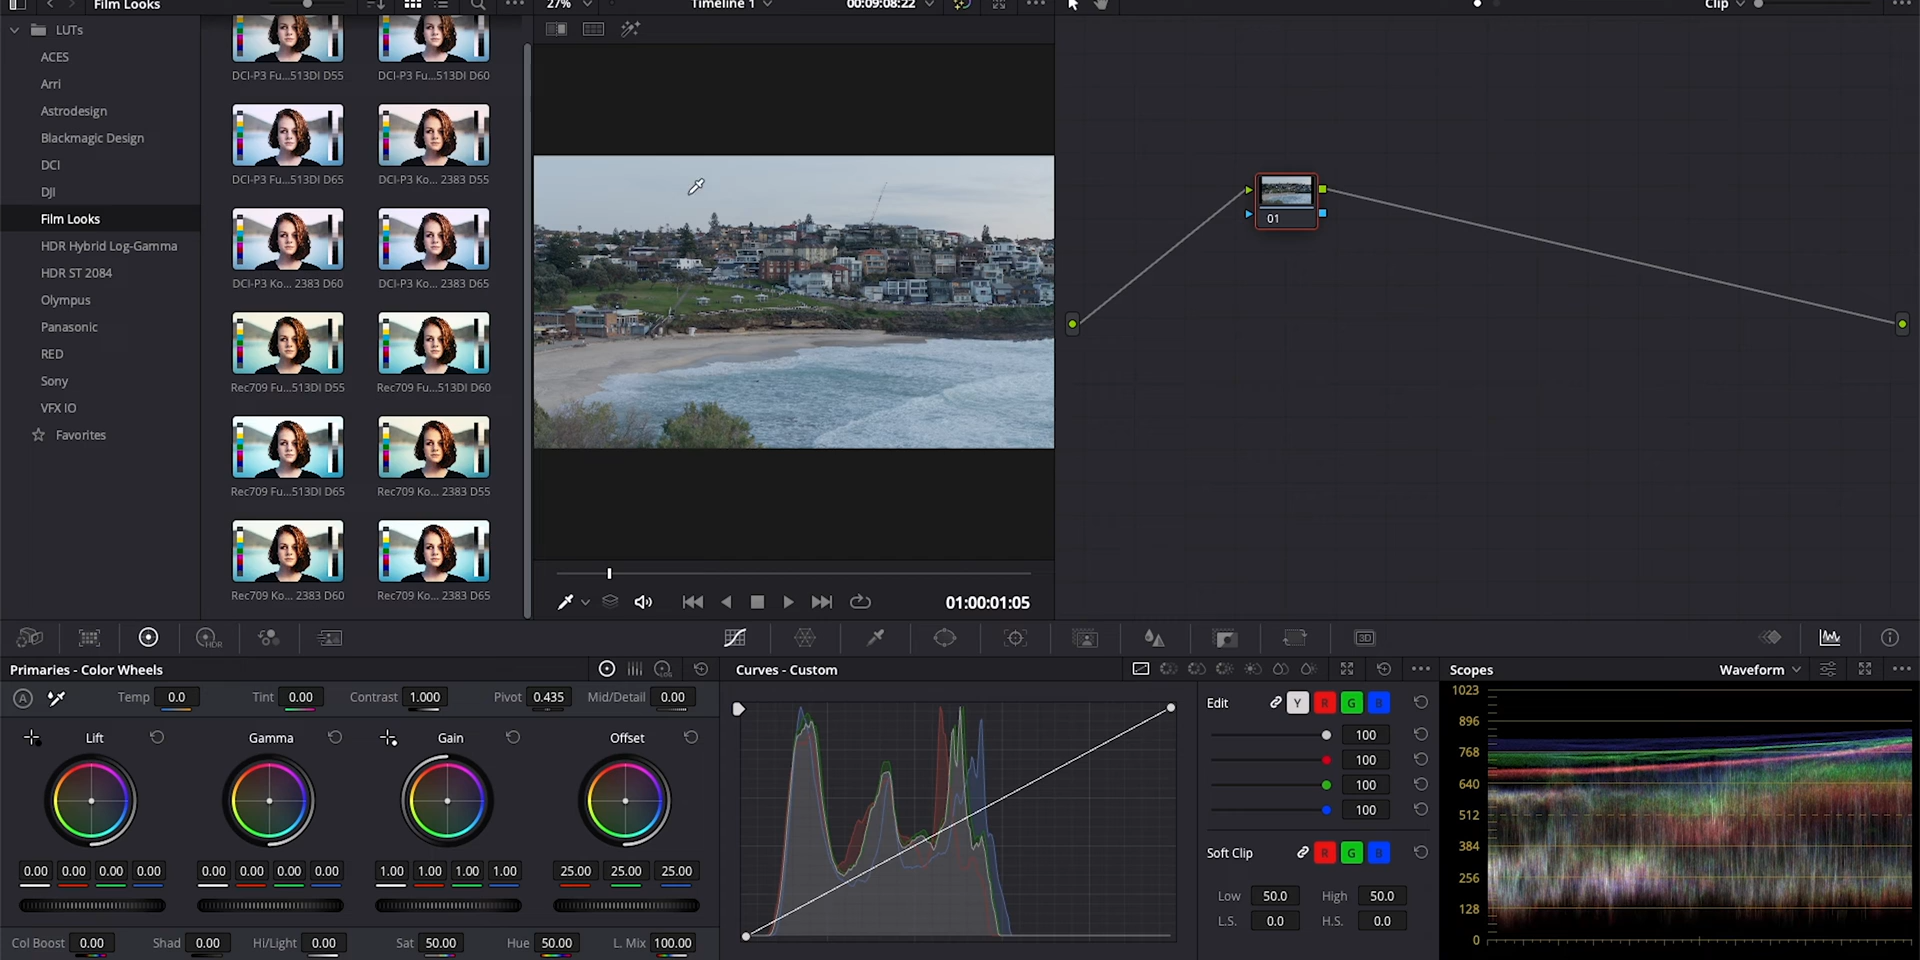 Film Looks
27%
Timeline 1
00:09:08:22
Clip
LUTs
ACES
Arri
Astrodesign
Blackmagic Design
DCI
DJI
Film Looks
HDR Hybrid Log-Gamma
HDR ST 2084
Olympus
Panasonic
RED
Sony
VFX IO
Favorites
DCI-P3 Fu...513DI D55
DCI-P3 Fu...513DI D60
DCI-P3 Fu...513DI D65
DCI-P3 Ko... 2383 D55
DCI-P3 Ko... 2383 D60
DCI-P3 Ko... 2383 D65
Rec709 Fu...513DI D55
Rec709 Fu...513DI D60
Rec709 Fu...513DI D65
Rec709 Ko... 2383 D55
Rec709 Ko... 2383 D60
Rec709 Ko... 2383 D65
01
01:00:01:05
HDR
3D
Primaries - Color Wheels
LOG
A
Temp 0.0
Tint 0.00
Contrast 1.000
Pivot 0.435
Mid/Detail 0.00
Lift
Gamma
Gain
Offset
0.00 0.00 0.00 0.00
0.00 0.00 0.00 0.00
1.00 1.00 1.00 1.00
25.00 25.00 25.00
Col Boost 0.00
Shad 0.00
Hi/Light 0.00
Sat 50.00
Hue 50.00
L. Mix 100.00
Curves - Custom
Edit
Y R G B
100
100
100
100
Soft Clip
R G B
Low 50.0
High 50.0
L.S. 0.0
H.S. 0.0
Scopes
Waveform
1023
896
768
640
512
384
256
128
0